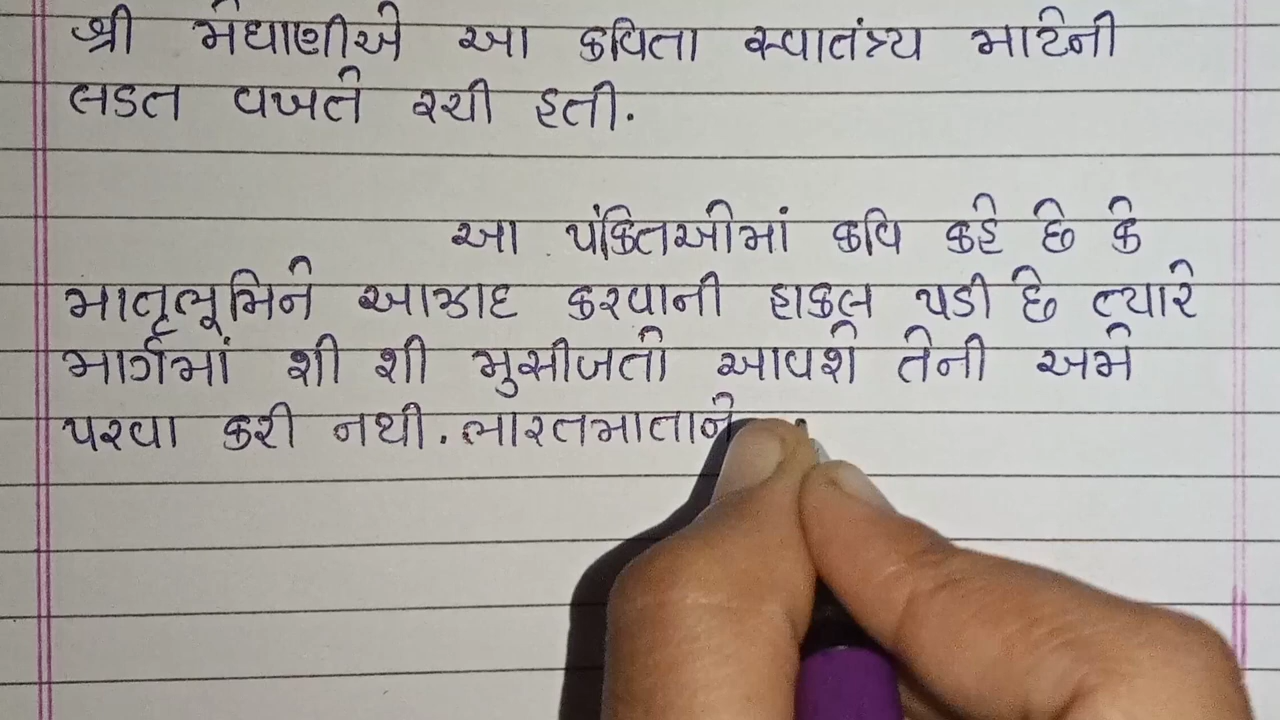 શ્રી મેઘાણીએ આ કવિતા સ્વાતંત્ર્ય માટેની
લડત વખતે રચી હતી.
આ પંક્તિઓમાં કવિ કહે છે કે
માતૃભૂમિને આઝાદ કરવાની હાકલ પડી છે ત્યારે
માર્ગમાં શી શી મુસીબતો આવશે તેની અમે
પરવા કરી નથી. ભારતમાતાને